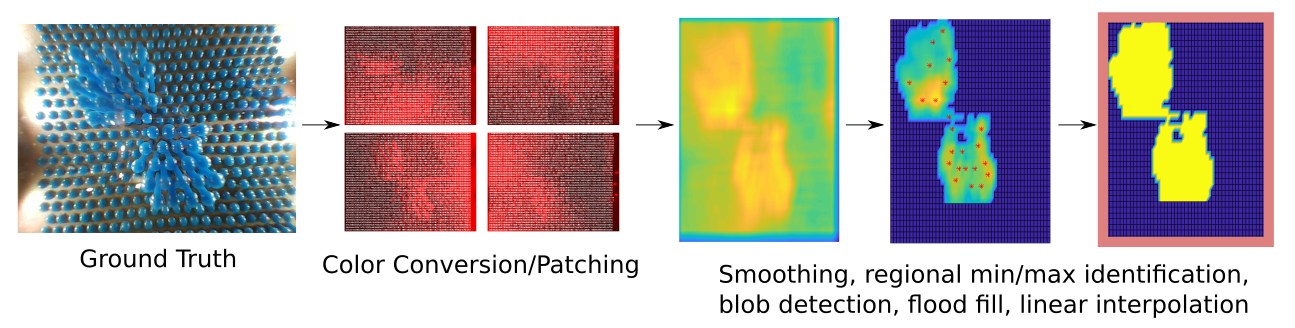 Ground Truth
Color Conversion/Patching
Smoothing, regional min/max identification,
blob detection, flood fill, linear interpolation